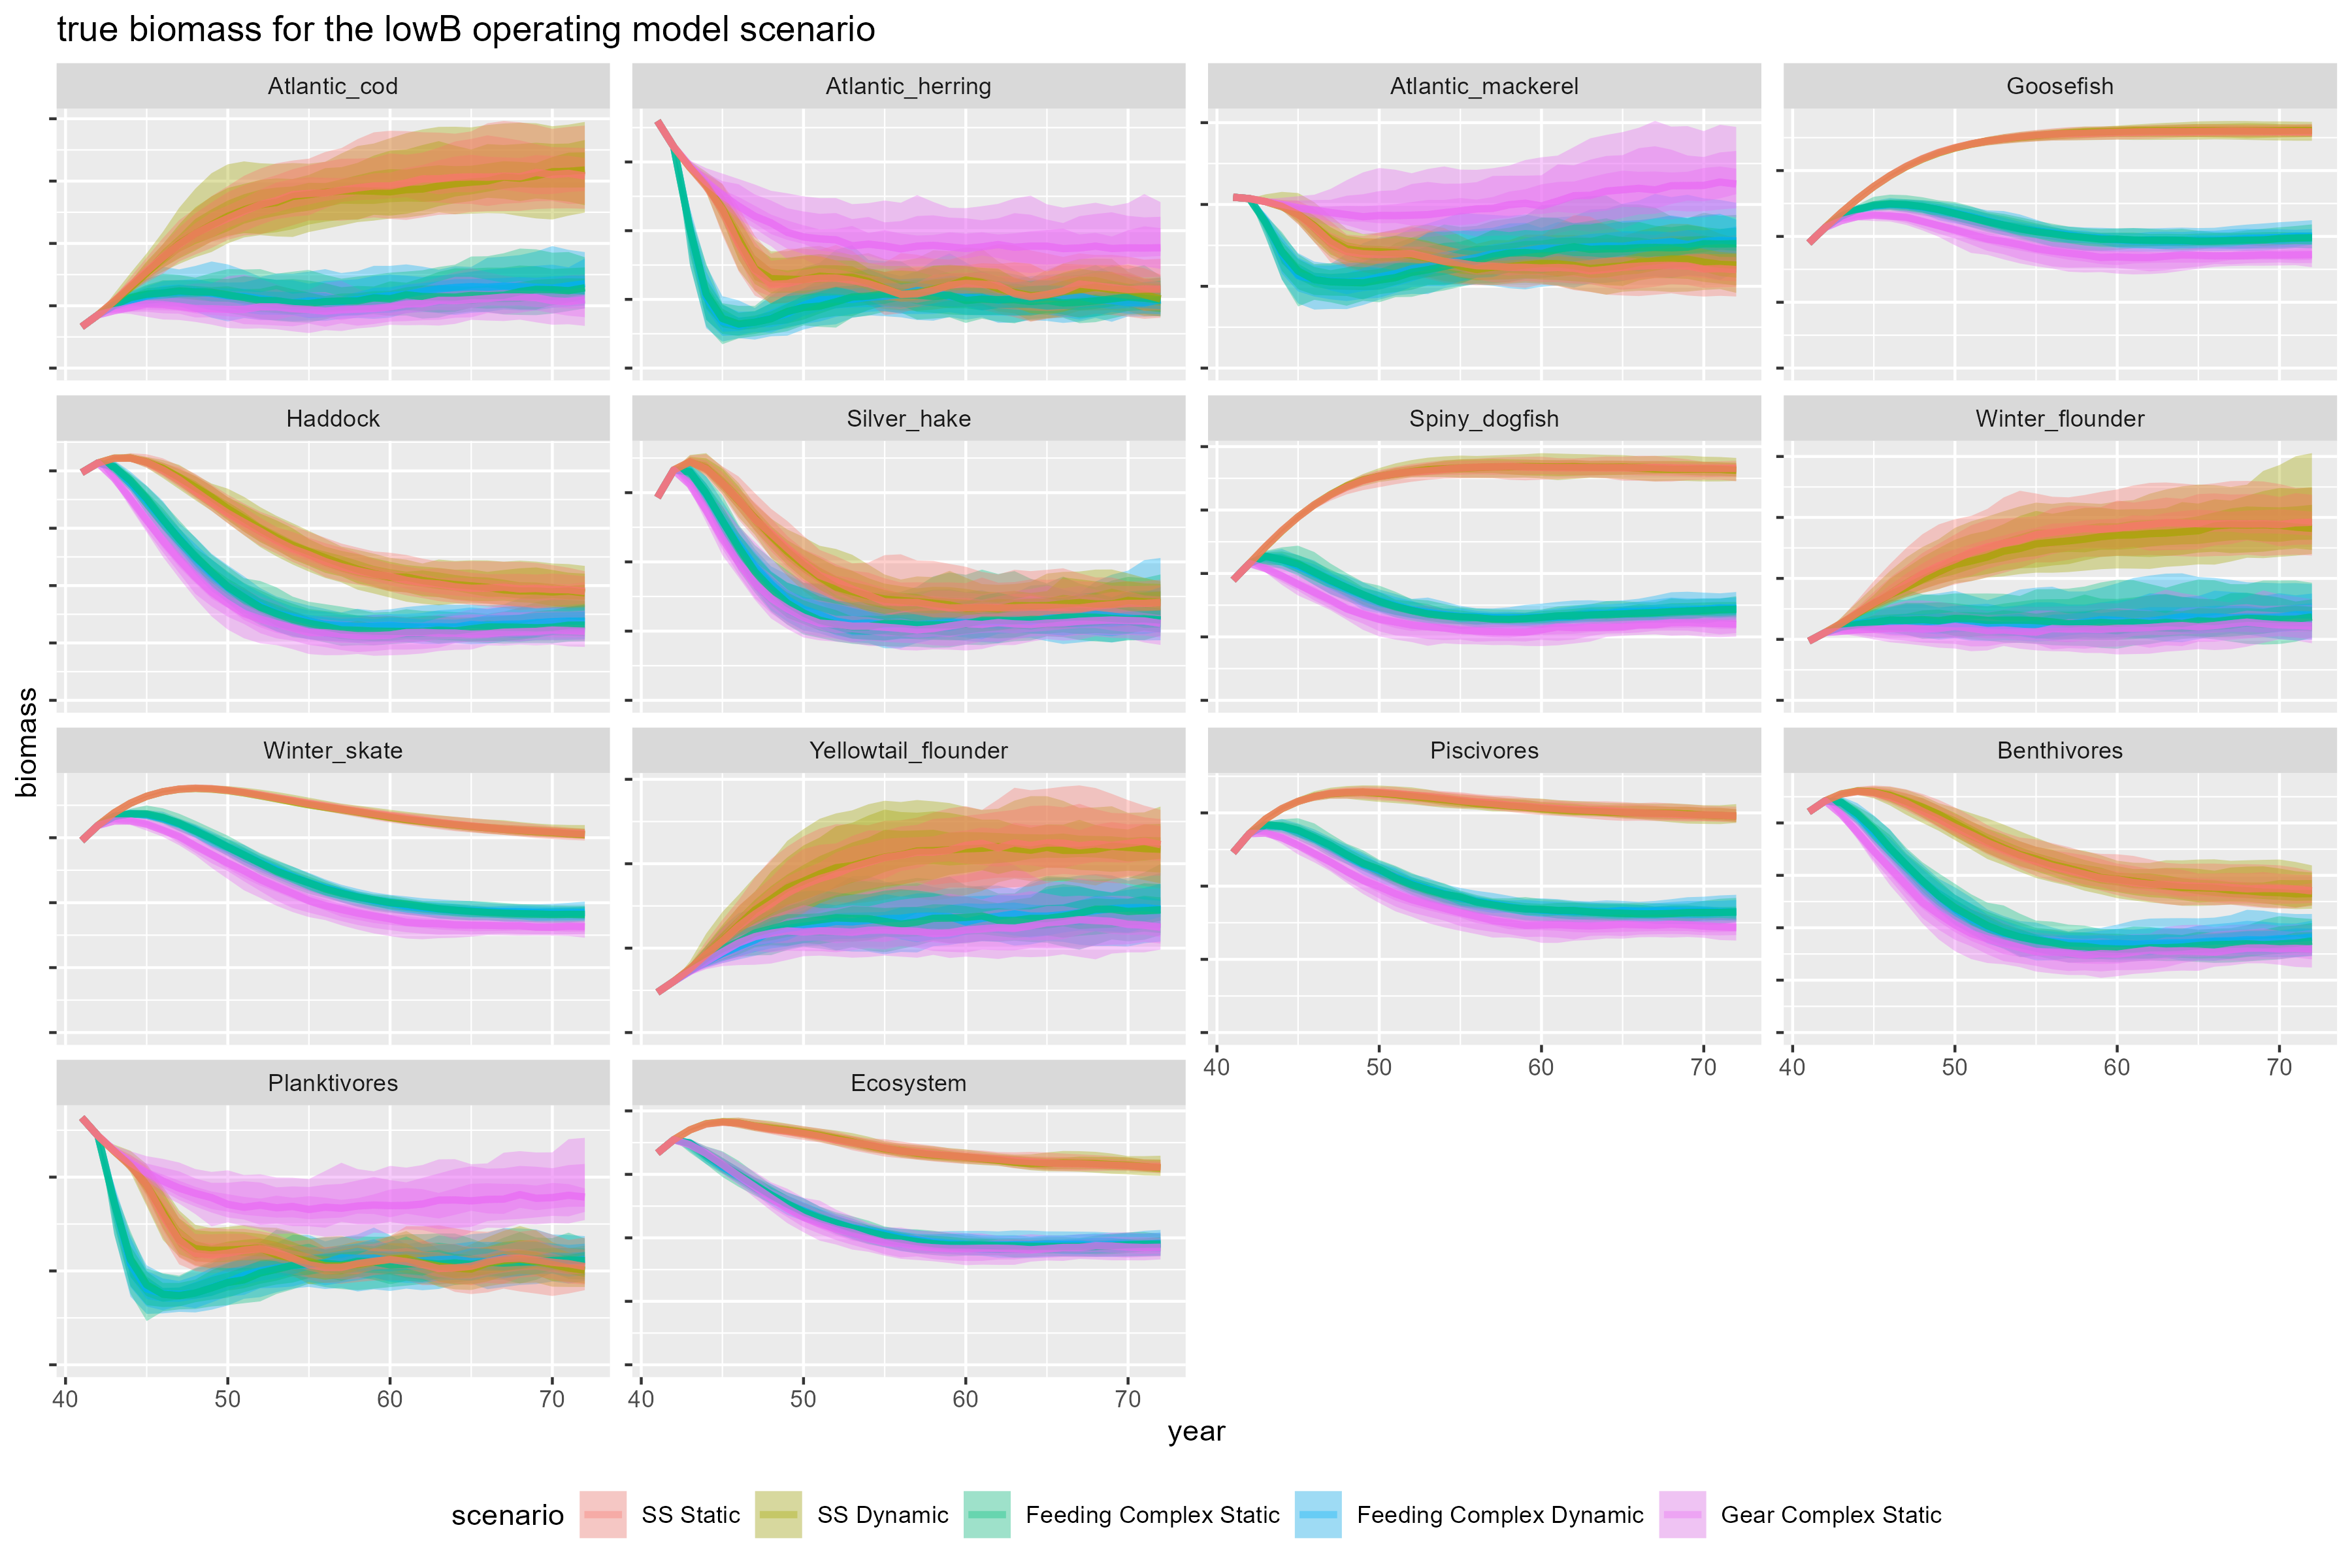 true biomass for the lowB operating model scenario
Atlantic_cod Atlantic_herring Atlantic_mackerel Goosefish
Haddock Silver_hake Spiny_dogfish Winter_flounder
biomass
Winter_skate Yellowtail_flounder Piscivores Benthivores
40 50 60 70 40 50 60 70
Planktivores Ecosystem
40 50 60 70 40 50 60 70
year
scenario SS Static SS Dynamic Feeding Complex Static Feeding Complex Dynamic Gear Complex Static